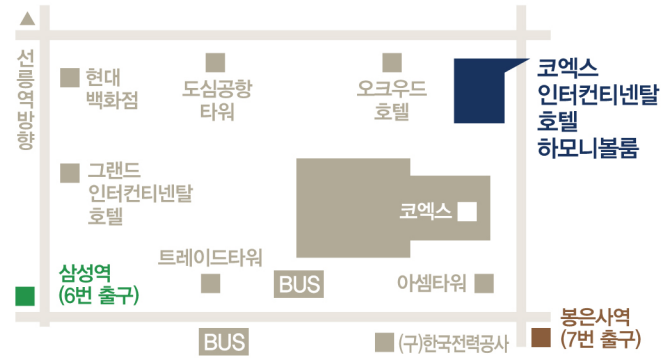 선릉역방향
현대
백화점
도심공항
타워
오크우드
호텔
코엑스
인터컨티넨탈
호텔
하모니볼룸
그랜드
인터컨티넨탈
호텔
코엑스
트레이드타워
BUS
아셈타워
삼성역
(6번 출구)
BUS
(구)한국전력공사
봉은사역
(7번 출구)